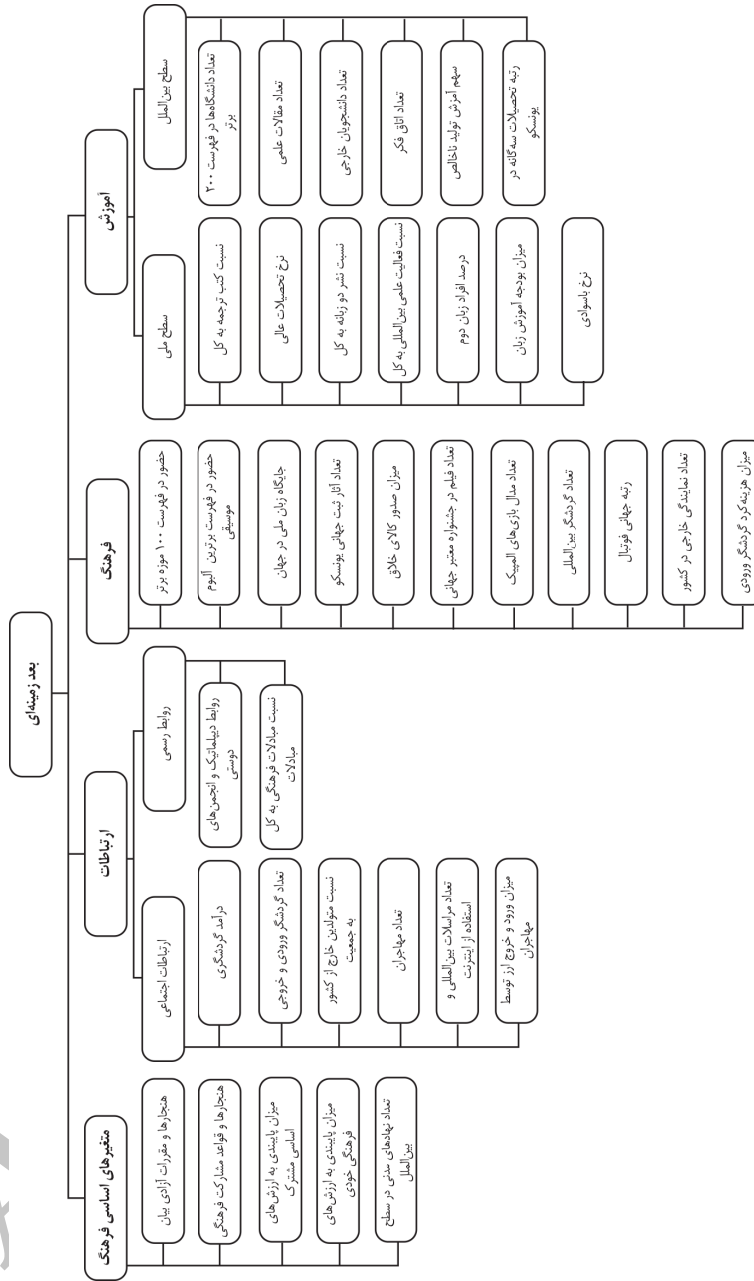 بعد زمینه‌ای
آموزش
سطح بین‌الملل
تعداد دانشگاه‌ها در فهرست ۲۰۰
برتر
تعداد مقالات علمی
تعداد دانشجویان خارجی
تعداد اتاق فکر
سهم آمزش تولید ناخالص
رتبه تحصیلات سه‌گانه در
یونسکو
سطح ملی
نسبت کتب ترجمه به کل
نرخ تحصیلات عالی
نسبت نشر دو زبانه به کل
نسبت فعالیت علمی بین‌المللی به کل
درصد افراد زبان دوم
میزان بودجه آموزش زبان
نرخ باسوادی
فرهنگ
حضور در فهرست ۱۰۰ موزه برتر
حضور در فهرست برترین آلبوم
موسیقی
جایگاه زبان ملی در جهان
تعداد آثار ثبت جهانی یونسکو
میزان صدور کالای خلاق
تعداد فیلم در جشنواره معتبر جهانی
تعداد مدال بازی‌های المپیک
تعداد گردشگر بین‌المللی
رتبه جهانی فوتبال
تعداد نمایندگی خارجی در کشور
میزان هزینه‌کرد گردشگر ورودی
ارتباطات
روابط رسمی
روابط دیپلماتیک و انجمن‌های
دوستی
نسبت مبادلات فرهنگی به کل
مبادلات
ارتباطات اجتماعی
درآمد گردشگری
تعداد گردشگر ورودی و خروجی
نسبت متولدین خارج از کشور
به جمعیت
تعداد مهاجران
تعداد مراسلات بین‌المللی و
استفاده از اینترنت
میزان ورود و خروج ارز توسط
مهاجران
متغیرهای اساسی فرهنگ
هنجارها و مقررات آزادی بیان
هنجارها و قواعد مشارکت فرهنگی
میزان پایبندی به ارزش‌های
اساسی مشترک
میزان پایبندی به ارزش‌های
فرهنگی خودی
تعداد نهادهای مدنی در سطح
بین‌الملل